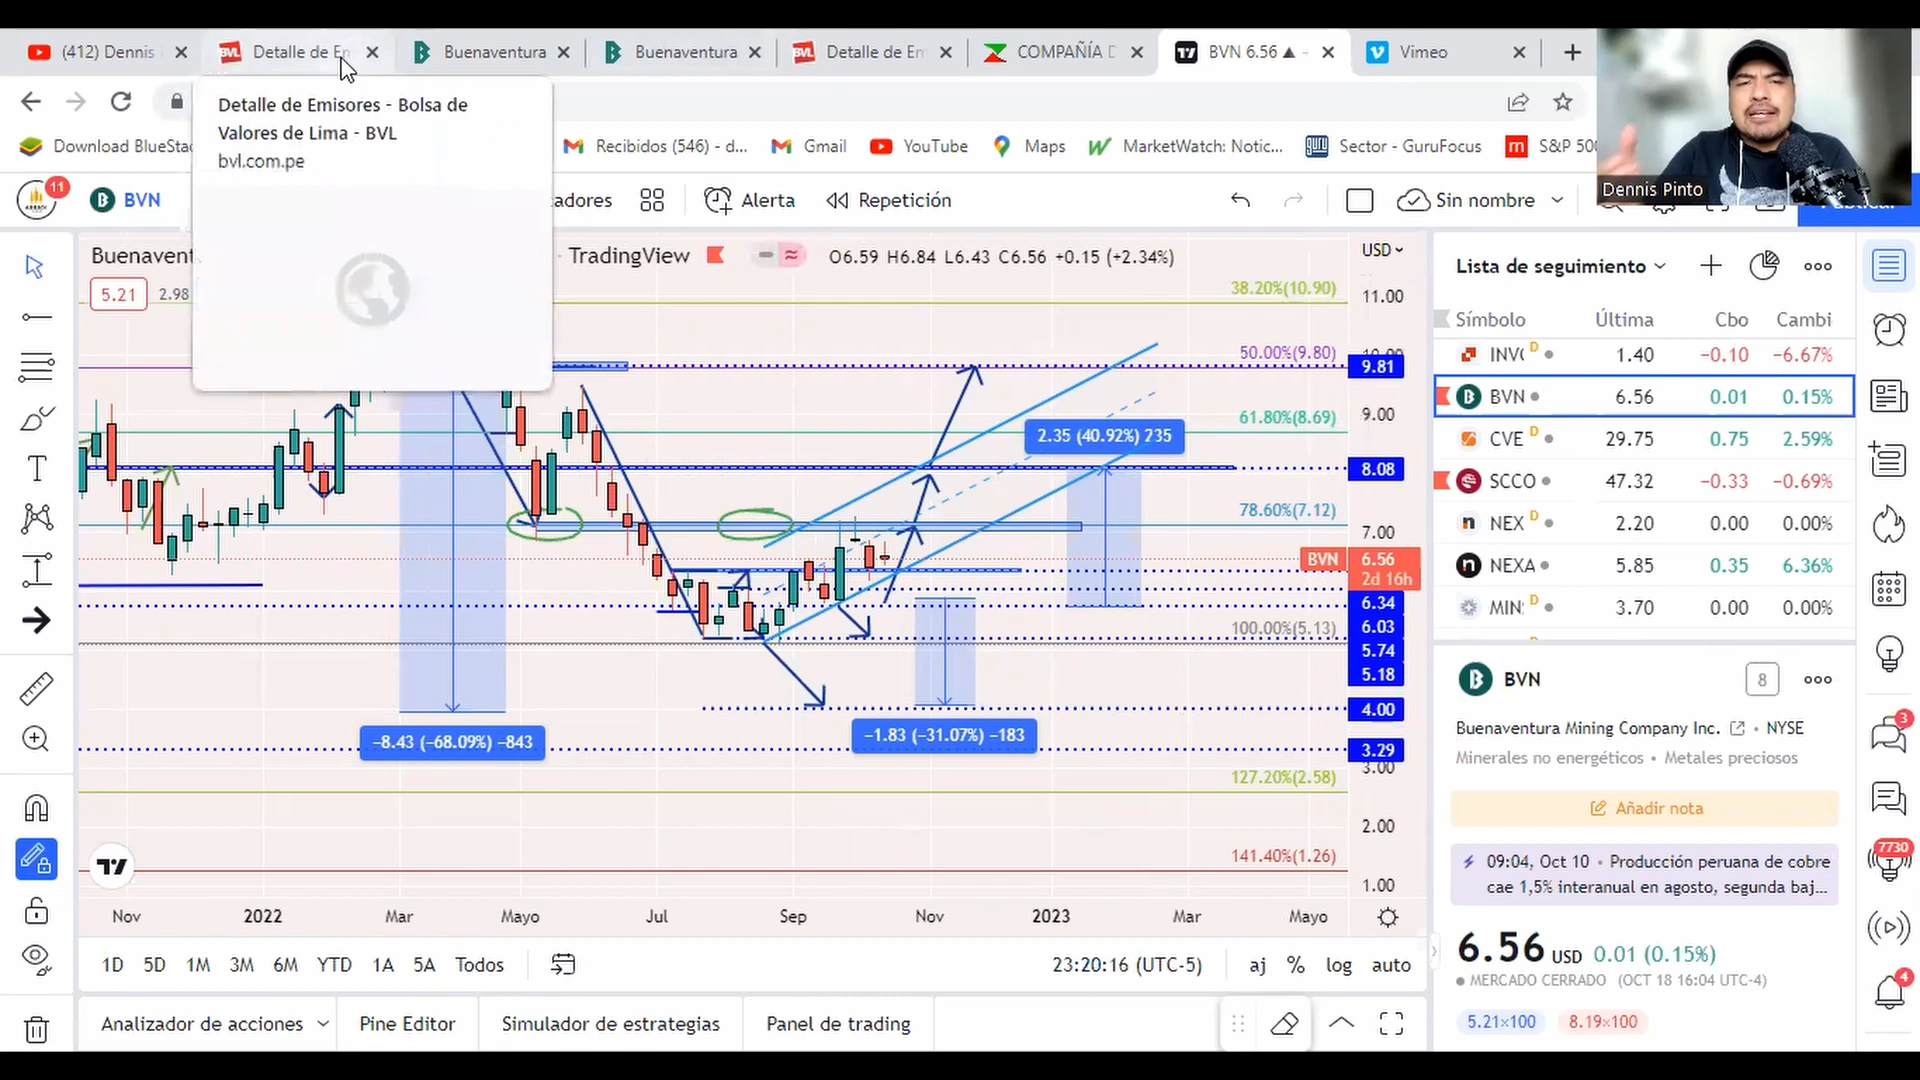 (412) Dennis
Detalle de En
Buenaventura
Buenaventura
Detalle de Em
COMPAÑÍA D
BVN 6.56 ▲ -
Vimeo
Detalle de Emisores - Bolsa de
Valores de Lima - BVL
bvl.com.pe
Download BlueStac
Recibidos (546) - d...
Gmail
YouTube
Maps
MarketWatch: Notic...
Sector - GuruFocus
S&P 500
Dennis Pinto
11
BVN
adores
Alerta
Repetición
Sin nombre
Buenavent
TradingView
O6.59 H6.84 L6.43 C6.56 +0.15 (+2.34%)
USD
5.21
2.98
38.20%(10.90)
11.00
50.00%(9.80)
10.00
9.81
61.80%(8.69)
9.00
2.35 (40.92%) 235
8.08
78.60%(7.12)
7.00
BVN
6.56
2d 16h
6.34
100.00%(5.13)
6.03
5.74
5.18
4.00
−8.43 (−68.09%) −843
−1.83 (−31.07%) −183
3.29
3.00
127.20%(2.58)
2.00
141.40%(1.26)
1.00
Nov
2022
Mar
Mayo
Jul
Sep
Nov
2023
Mar
Mayo
1D 5D 1M 3M 6M YTD 1A 5A Todos
23:20:16 (UTC-5)
aj % log auto
Analizador de acciones
Pine Editor
Simulador de estrategias
Panel de trading
Lista de seguimiento
Símbolo Última Cbo Cambi
INV D 1.40 −0.10 −6.67%
BVN 6.56 0.01 0.15%
CVE D 29.75 0.75 2.59%
SCCO 47.32 −0.33 −0.69%
NEX D 2.20 0.00 0.00%
NEXA 5.85 0.35 6.36%
MIN D 3.70 0.00 0.00%
BVN
8
Buenaventura Mining Company Inc. • NYSE
Minerales no energéticos • Metales preciosos
Añadir nota
09:04, Oct 10 • Producción peruana de cobre
cae 1,5% interanual en agosto, segunda baj...
6.56 USD 0.01 (0.15%)
MERCADO CERRADO (OCT 18 16:04 UTC-4)
5.21×100
8.19×100
3
7730
4